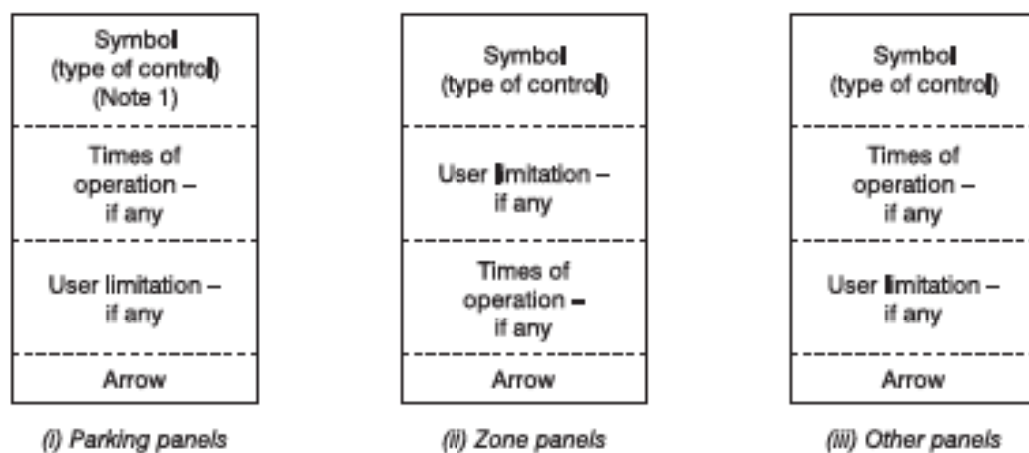 Symbol
(type of control)
(Note 1)
Times of
operation –
if any
User limitation –
if any
Arrow
(i) Parking panels
Symbol
(type of control)
User limitation –
if any
Times of
operation –
if any
Arrow
(ii) Zone panels
Symbol
(type of control)
Times of
operation –
if any
User limitation –
if any
Arrow
(iii) Other panels